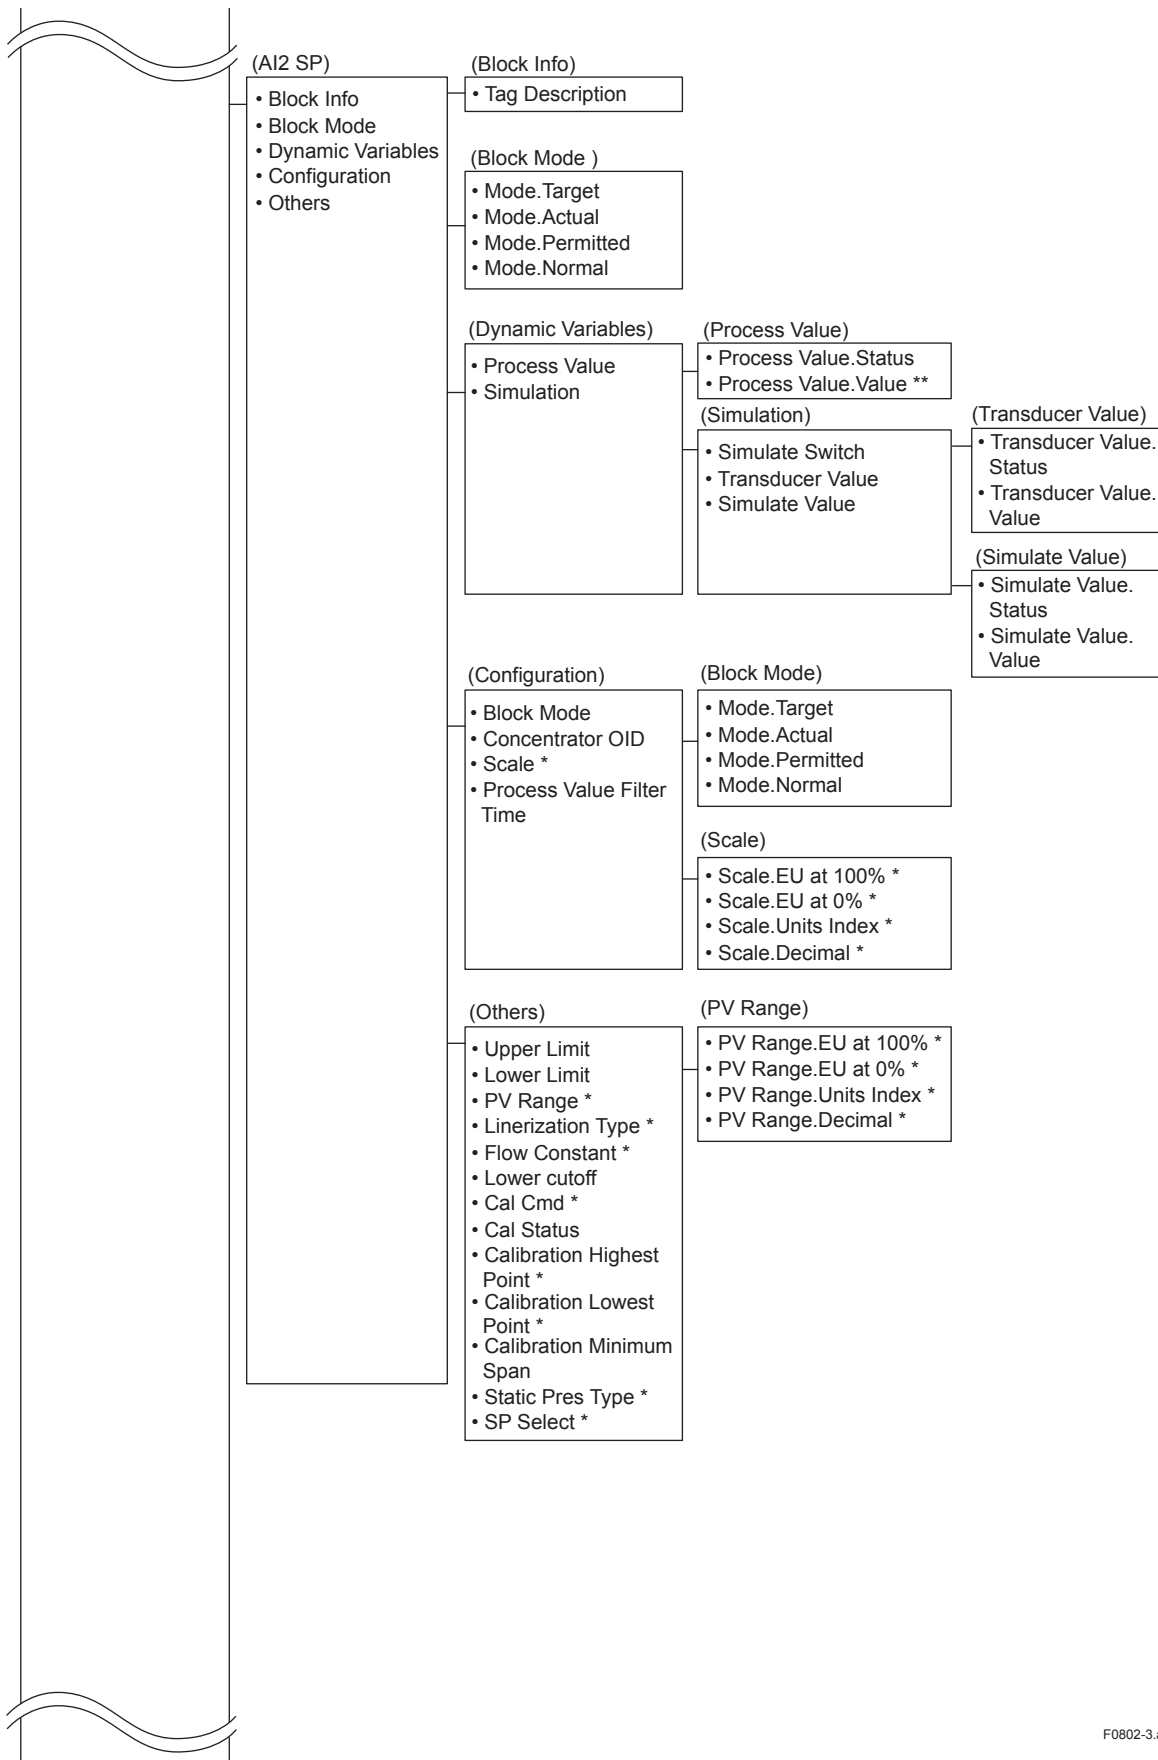 (AI2 SP)
• Block Info
• Block Mode
• Dynamic Variables
• Configuration
• Others
(Block Info)
• Tag Description
(Block Mode )
• Mode.Target
• Mode.Actual
• Mode.Permitted
• Mode.Normal
(Dynamic Variables)
• Process Value
• Simulation
(Process Value)
• Process Value.Status
• Process Value.Value **
(Simulation)
• Simulate Switch
• Transducer Value
• Simulate Value
(Transducer Value)
• Transducer Value.
Status
• Transducer Value.
Value
(Simulate Value)
• Simulate Value.
Status
• Simulate Value.
Value
(Configuration)
• Block Mode
• Concentrator OID
• Scale *
• Process Value Filter
Time
(Block Mode)
• Mode.Target
• Mode.Actual
• Mode.Permitted
• Mode.Normal
(Scale)
• Scale.EU at 100% *
• Scale.EU at 0% *
• Scale.Units Index *
• Scale.Decimal *
(Others)
• Upper Limit
• Lower Limit
• PV Range *
• Linerization Type *
• Flow Constant *
• Lower cutoff
• Cal Cmd *
• Cal Status
• Calibration Highest
Point *
• Calibration Lowest
Point *
• Calibration Minimum
Span
• Static Pres Type *
• SP Select *
(PV Range)
• PV Range.EU at 100% *
• PV Range.EU at 0% *
• PV Range.Units Index *
• PV Range.Decimal *